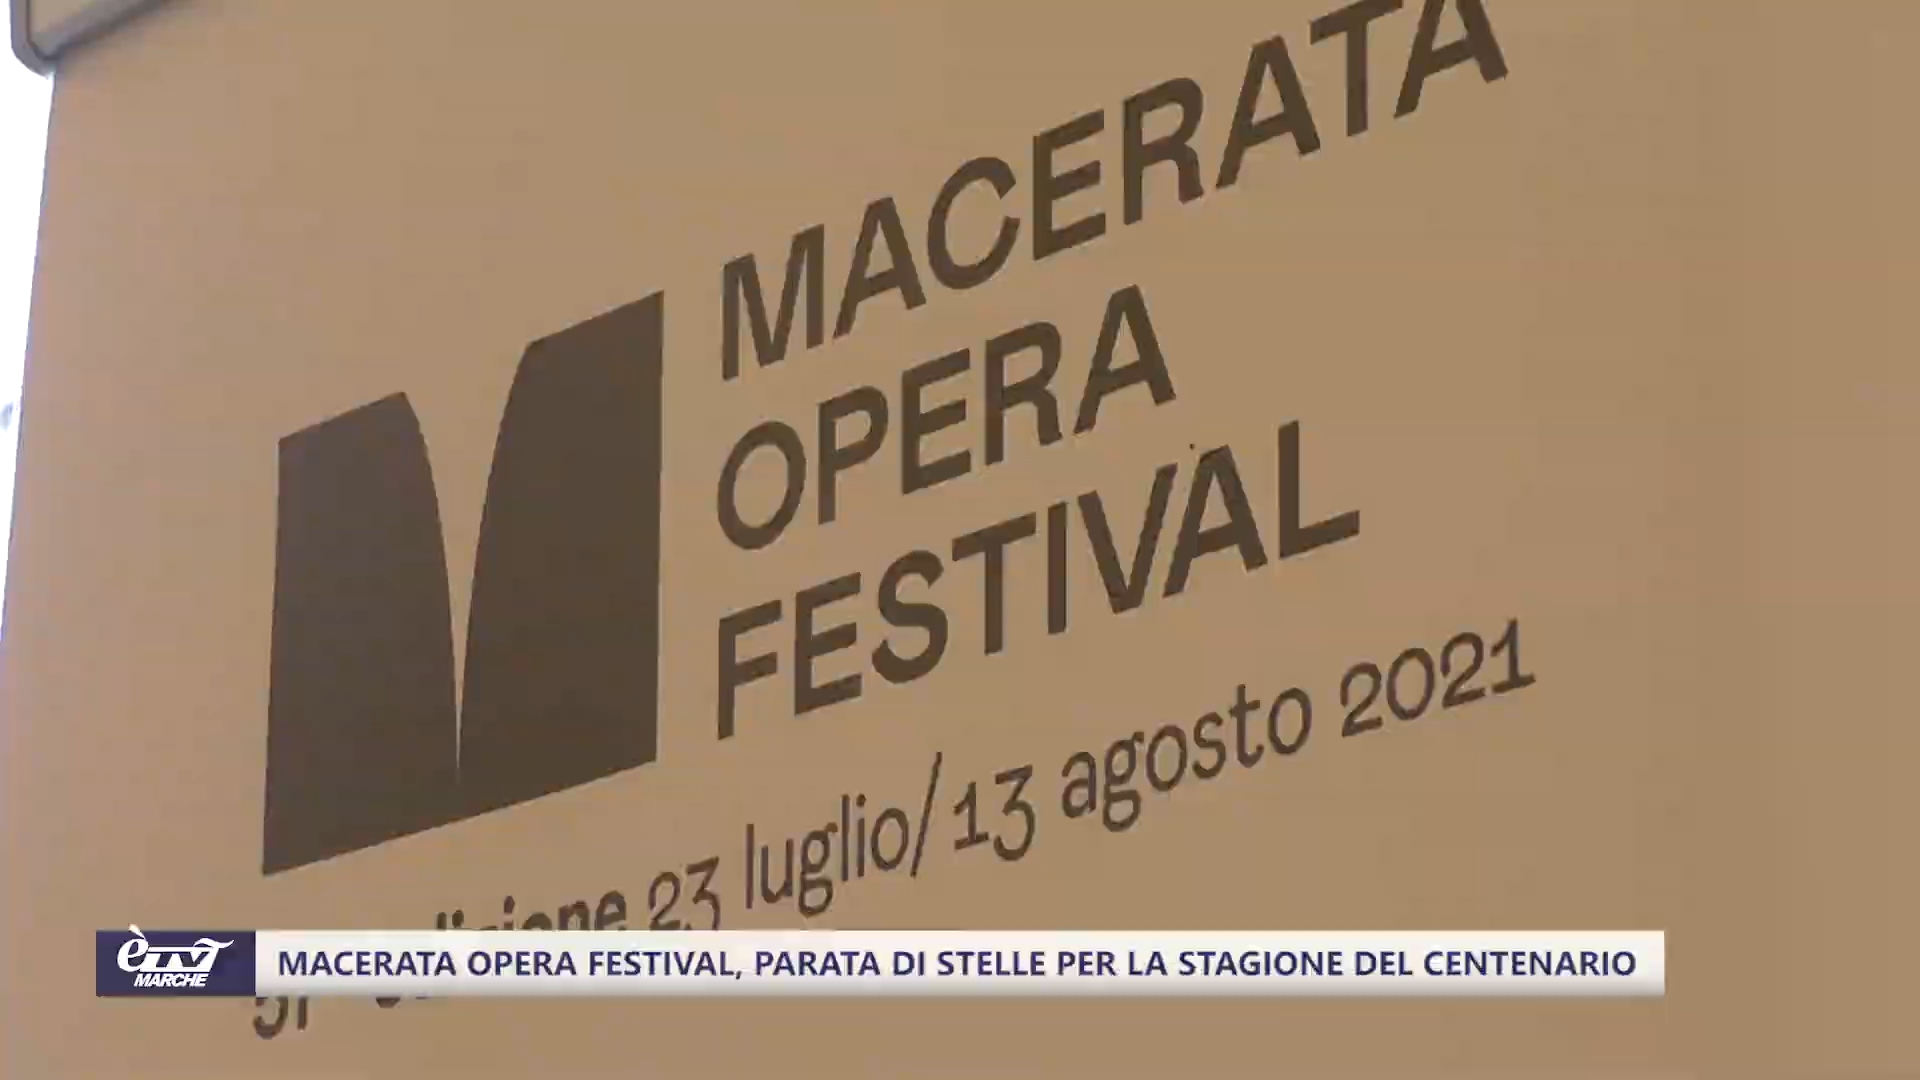 MACERATA
OPERA
FESTIVAL
23 luglio/13 agosto 2021
èTV
MARCHE
MACERATA OPERA FESTIVAL, PARATA DI STELLE PER LA STAGIONE DEL CENTENARIO